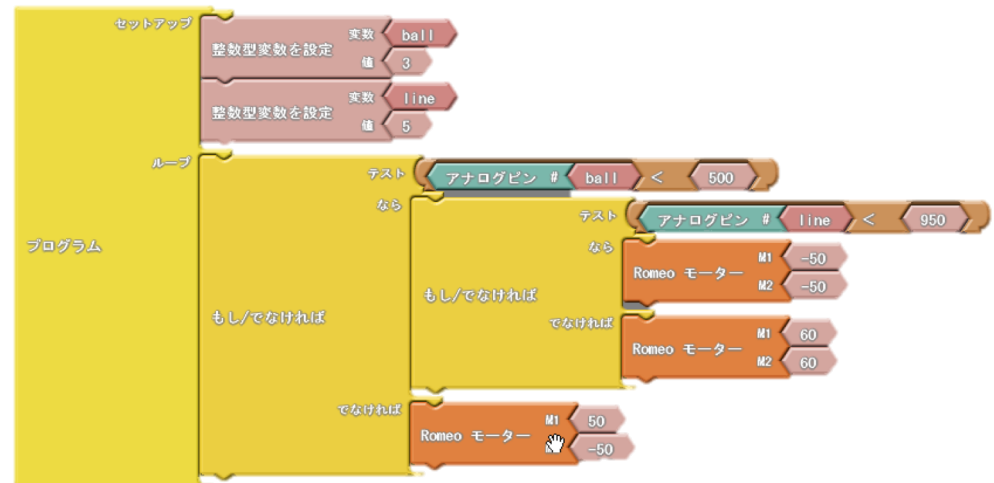 セットアップ
整数型変数を設定
変数 ball
値 3
整数型変数を設定
変数 line
値 5
プログラム
ループ
もし/でなければ
テスト アナログピン # ball < 500
なら
もし/でなければ
テスト アナログピン # line < 950
なら
Romeo モーター
M1 -50
M2 -50
でなければ
Romeo モーター
M1 60
M2 60
でなければ
Romeo モーター
M1 50
-50